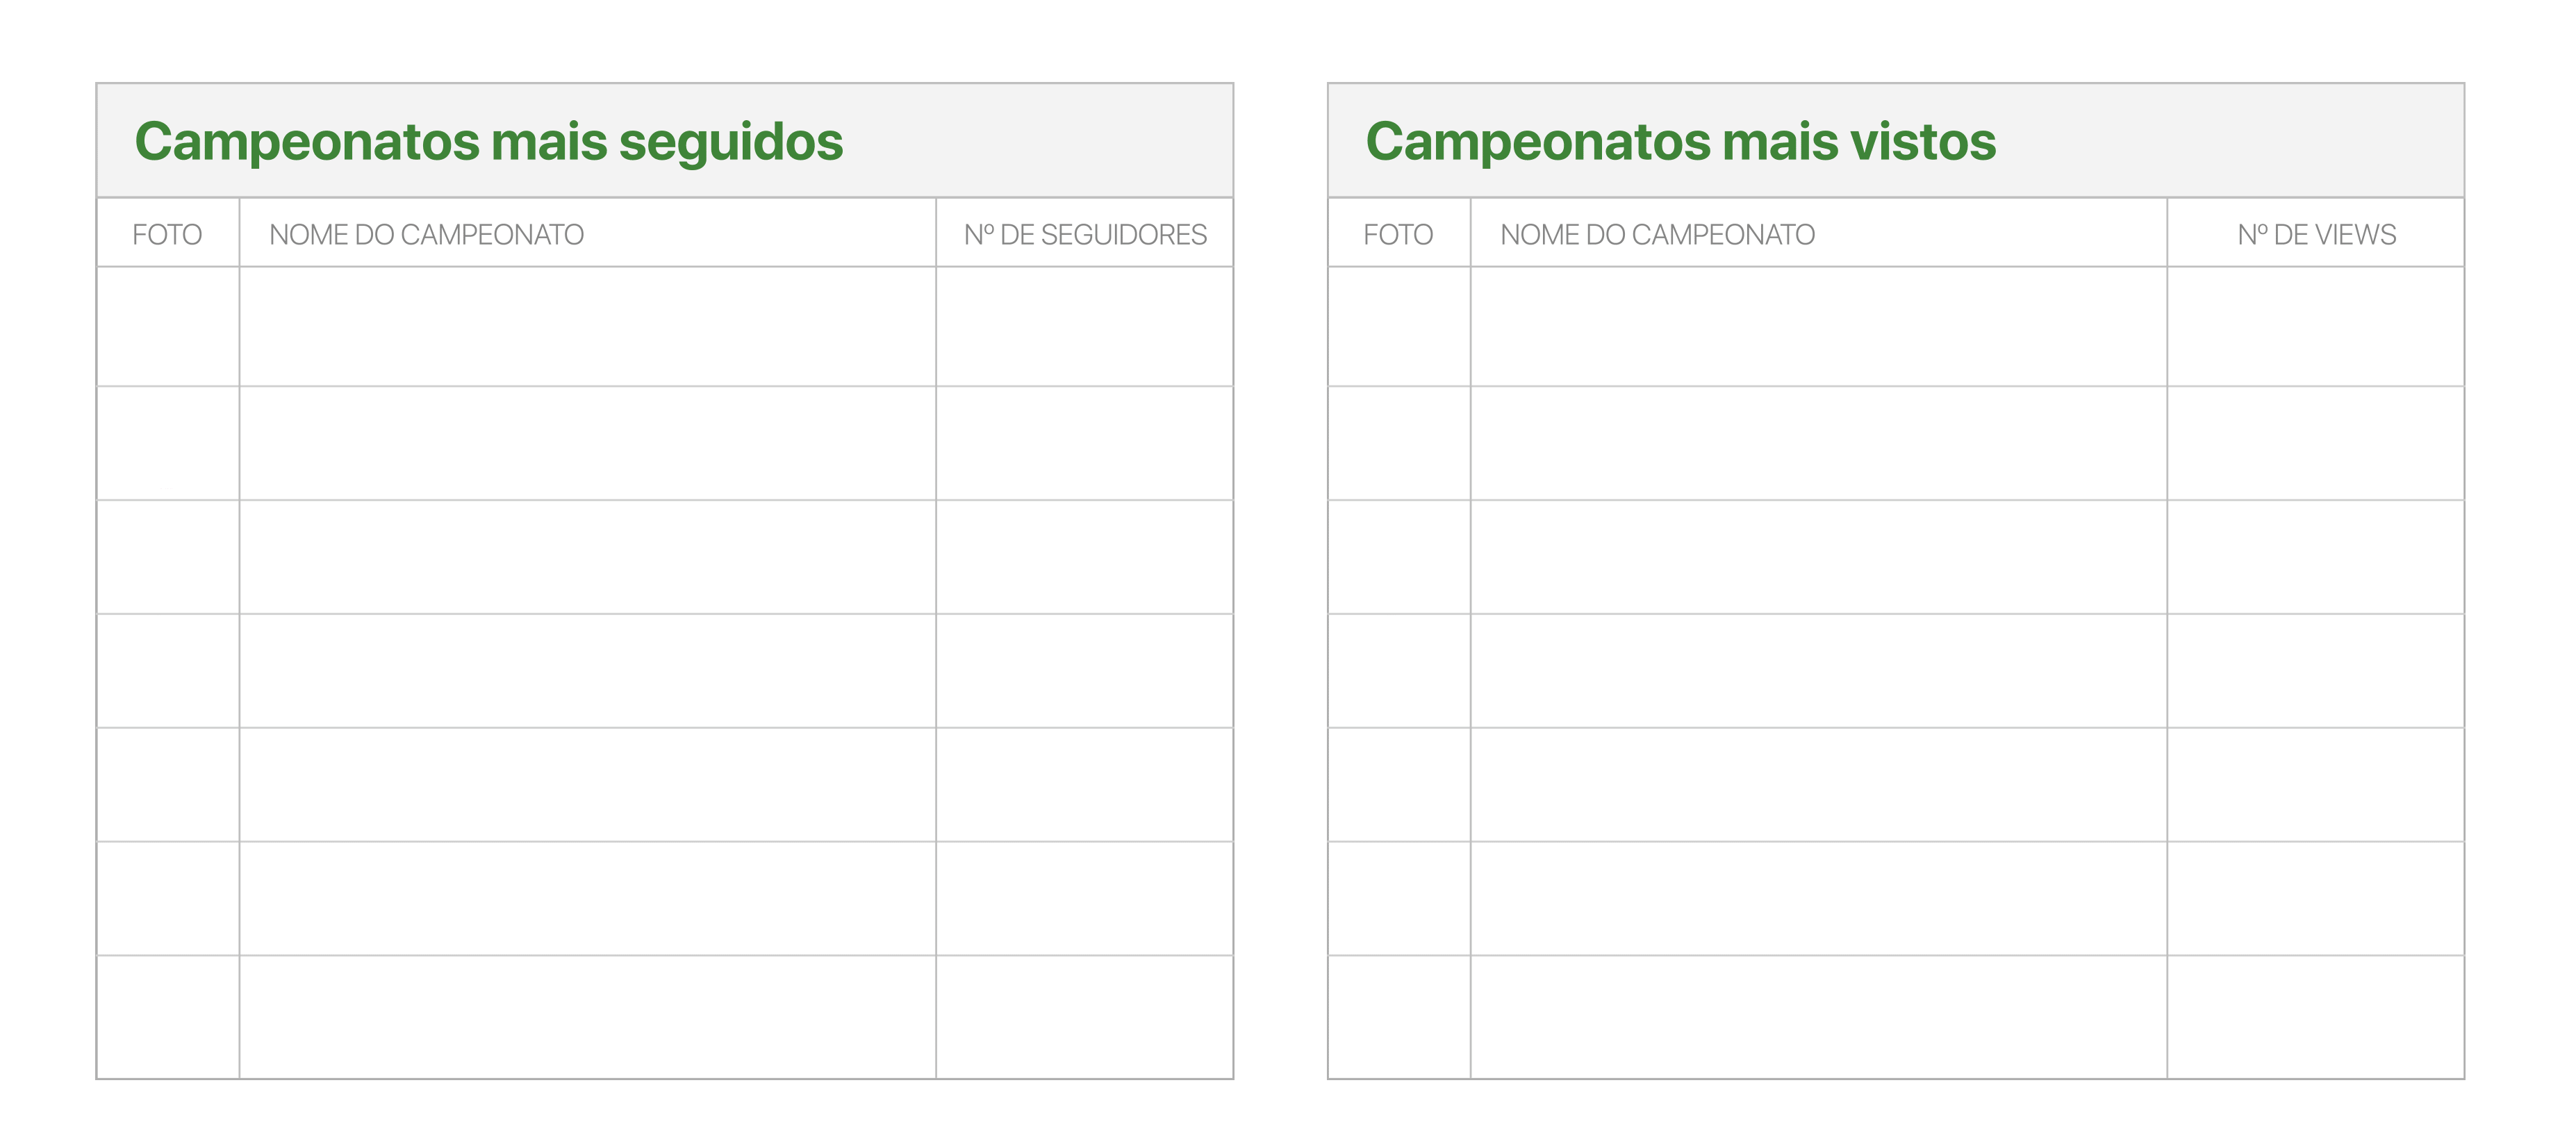 Campeonatos mais seguidos
FOTO NOME DO CAMPEONATO Nº DE SEGUIDORES
Campeonatos mais vistos
FOTO NOME DO CAMPEONATO Nº DE VIEWS